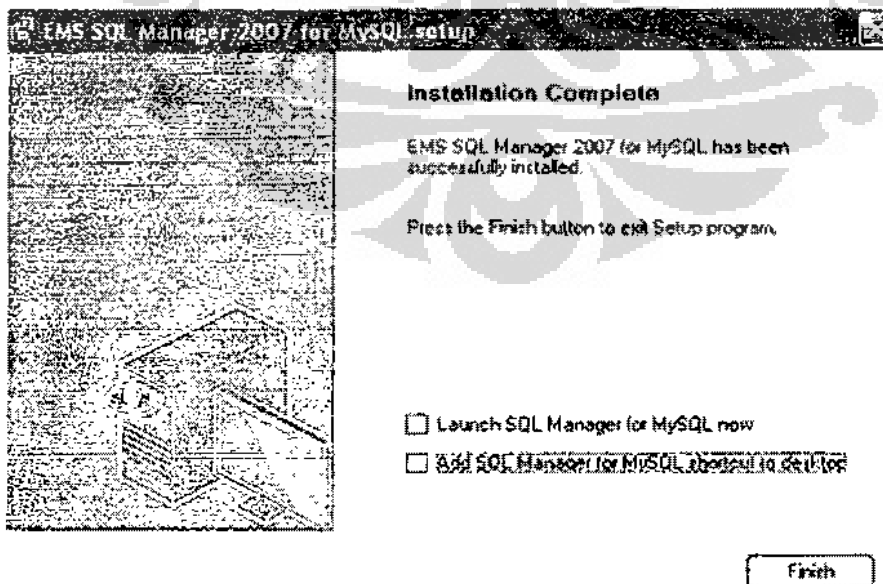 EMS SQL Manager 2007 for MySQL setup
Installation Complete
EMS SQL Manager 2007 for MySQL has been
successfully installed.
Press the Finish button to exit Setup program.
Launch SQL Manager for MySQL now
Add SQL Manager for MySQL shortcut to desktop
Finish